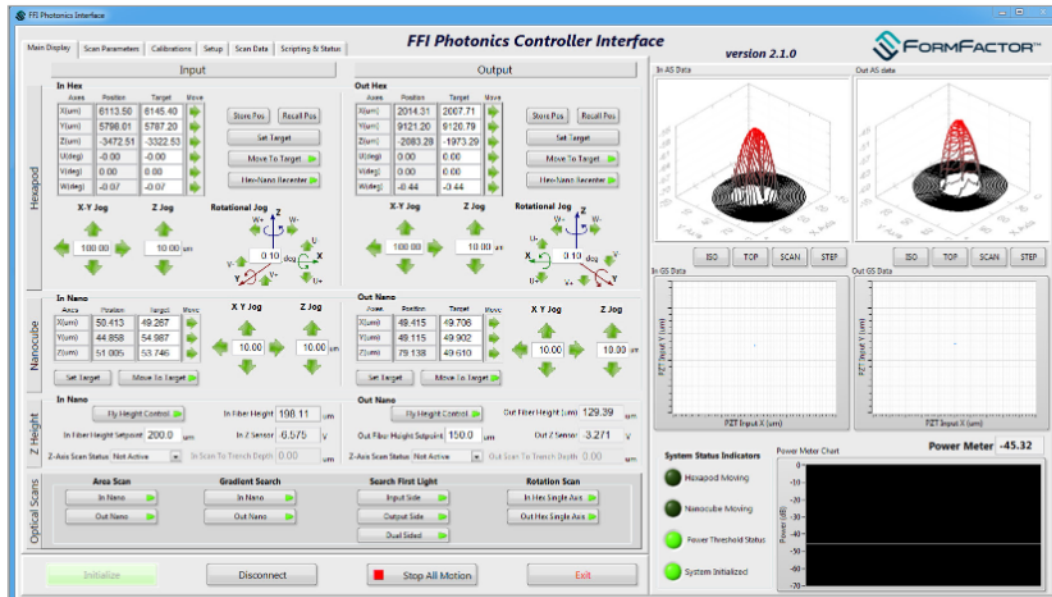 FFI Photonics Interface
Main Display Scan Parameters Calibrations Setup Scan Data Scripting & Status
FFI Photonics Controller Interface
version 2.1.0
FORMFACTOR™
Input
Output
Hexapod
In Hex
Axes Position Target Move
X(um) 6113.50 6145.40
Y(um) 5798.01 5787.20
Z(um) -3472.51 -3322.53
U(deg) -0.00 -0.00
V(deg) 0.00 0.00
W(deg) -0.07 -0.07
Store Pos Recall Pos
Set Target
Move To Target
Hex-Nano Recenter
X-Y Jog Z Jog Rotational Jog
100.00 10.00 um 0.10 deg
Z W+ W- U- X U+ V- Y V+
Out Hex
Axes Position Target Move
X(um) 2014.31 2007.71
Y(um) 9121.20 9120.79
Z(um) -2083.28 -1973.29
U(deg) 0.00 0.00
V(deg) 0.00 0.00
W(deg) -0.44 -0.44
Store Pos Recall Pos
Set Target
Move To Target
Hex-Nano Recenter
X-Y Jog Z Jog Rotational Jog
100.00 10.00 um 0.10 deg
Z W+ W- U- X U+ V- Y V+
Nanocube
In Nano
Axes Position Target Move
X(um) 50.413 49.267
Y(um) 44.858 54.987
Z(um) 51.005 53.746
Set Target Move To Target
X Y Jog Z Jog
10.00 10.00 um
Out Nano
Axes Position Target Move
X(um) 49.415 49.706
Y(um) 49.115 49.902
Z(um) 79.138 49.610
Set Target Move To Target
X Y Jog Z Jog
10.00 10.00 um
Z Height
In Nano
Fly Height Control In Fiber Height 198.11 um
In Fiber Height Setpoint 200.0 um In Z Sensor -6.575 V
Z-Axis Scan Status Not Active In Scan To Trench Depth 0.00 um
Out Nano
Fly Height Control Out Fiber Height (um) 129.39 um
Out Fiber Height Setpoint 150.0 um Out Z Sensor -3.271 V
Z-Axis Scan Status Not Active Out Scan To Trench Depth 0.00 um
Optical Scans
Area Scan Gradient Search Search First Light Rotation Scan
In Nano In Nano Input Side In Hex Single Axis
Out Nano Out Nano Output Side Out Hex Single Axis
Dual Sided
Initialize Disconnect Stop All Motion Exit
In AS Data
Y Axis
Out AS data
Y Axis
ISO TOP SCAN STEP
ISO TOP SCAN STEP
In GS Data
PZT Input Y (um)
PZT Input X (um)
Out GS Data
PZT Input Y (um)
PZT Input X (um)
System Status Indicators
Hexapod Moving
Nanocube Moving
Power Threshold Status
System Initialized
Power Meter Chart
Power Meter -45.32
Power (dB)
0-
-10-
-20-
-30-
-40-
-50-
-60-
-70-